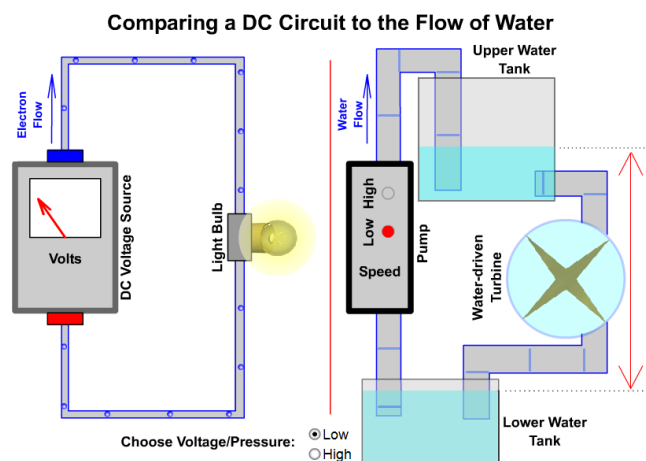 Comparing a DC Circuit to the Flow of Water
Electron
Flow
Volts
DC Voltage Source
Light Bulb
Water
Flow
Upper Water
Tank
High
Low
Speed
Pump
Water-driven
Turbine
Lower Water
Tank
Choose Voltage/Pressure:
Low
High